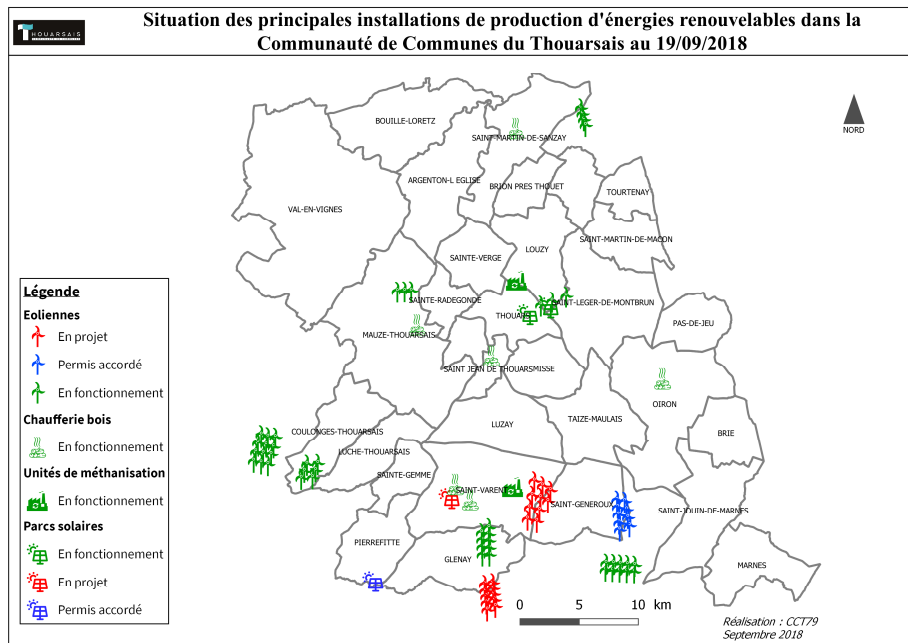 Situation des principales installations de production d'énergies renouvelables dans la
Communauté de Communes du Thouarsais au 19/09/2018
THOUARSAIS
NORD
BOUILLE-LORETZ
SAINT-MARTIN-DE-SANZAY
ARGENTON-L EGLISE
BRION PRES THOUET
TOURTENAY
VAL-EN-VIGNES
SAINT-MARTIN-DE-MACON
LOUZY
SAINTE-VERGE
SAINTE-RADEGONDE
SAINT-LEGER-DE-MONTBRUN
THOUARS
PAS-DE-JEU
MAUZE-THOUARSAIS
SAINT JEAN DE THOUARS
MISSE
OIRON
COULONGES-THOUARSAIS
LUZAY
TAIZE-MAULAIS
BRIE
LUCHE-THOUARSAIS
SAINTE-GEMME
SAINT-VARENT
SAINT-GENEROUX
SAINT-JOUIN-DE-MARNES
PIERREFITTE
GLENAY
MARNES
Légende
Eoliennes
En projet
Permis accordé
En fonctionnement
Chaufferie bois
En fonctionnement
Unités de méthanisation
En fonctionnement
Parcs solaires
En fonctionnement
En projet
Permis accordé
0 5 10 km
Réalisation : CCT79
Septembre 2018